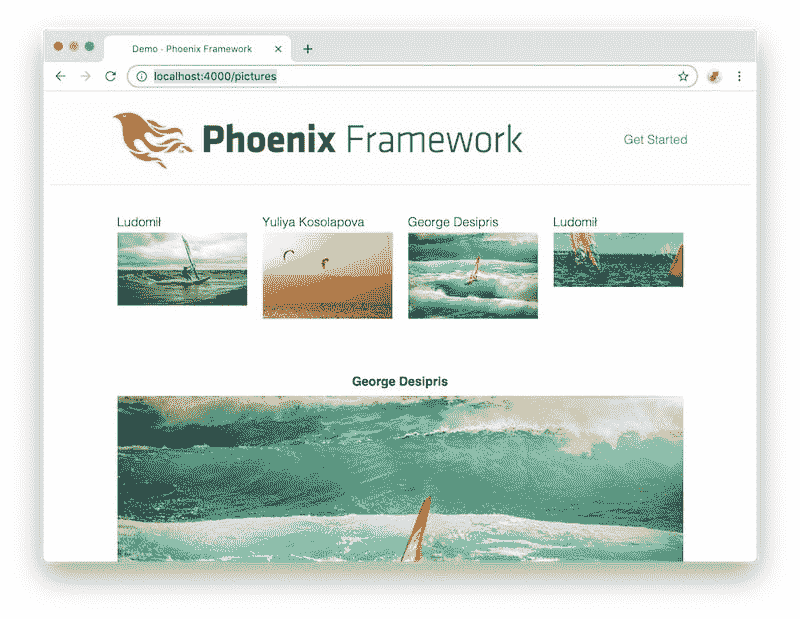 Demo - Phoenix Framework
localhost:4000/pictures
Phoenix Framework
Get Started
Ludomił
Yuliya Kosolapova
George Desipris
Ludomił
George Desipris